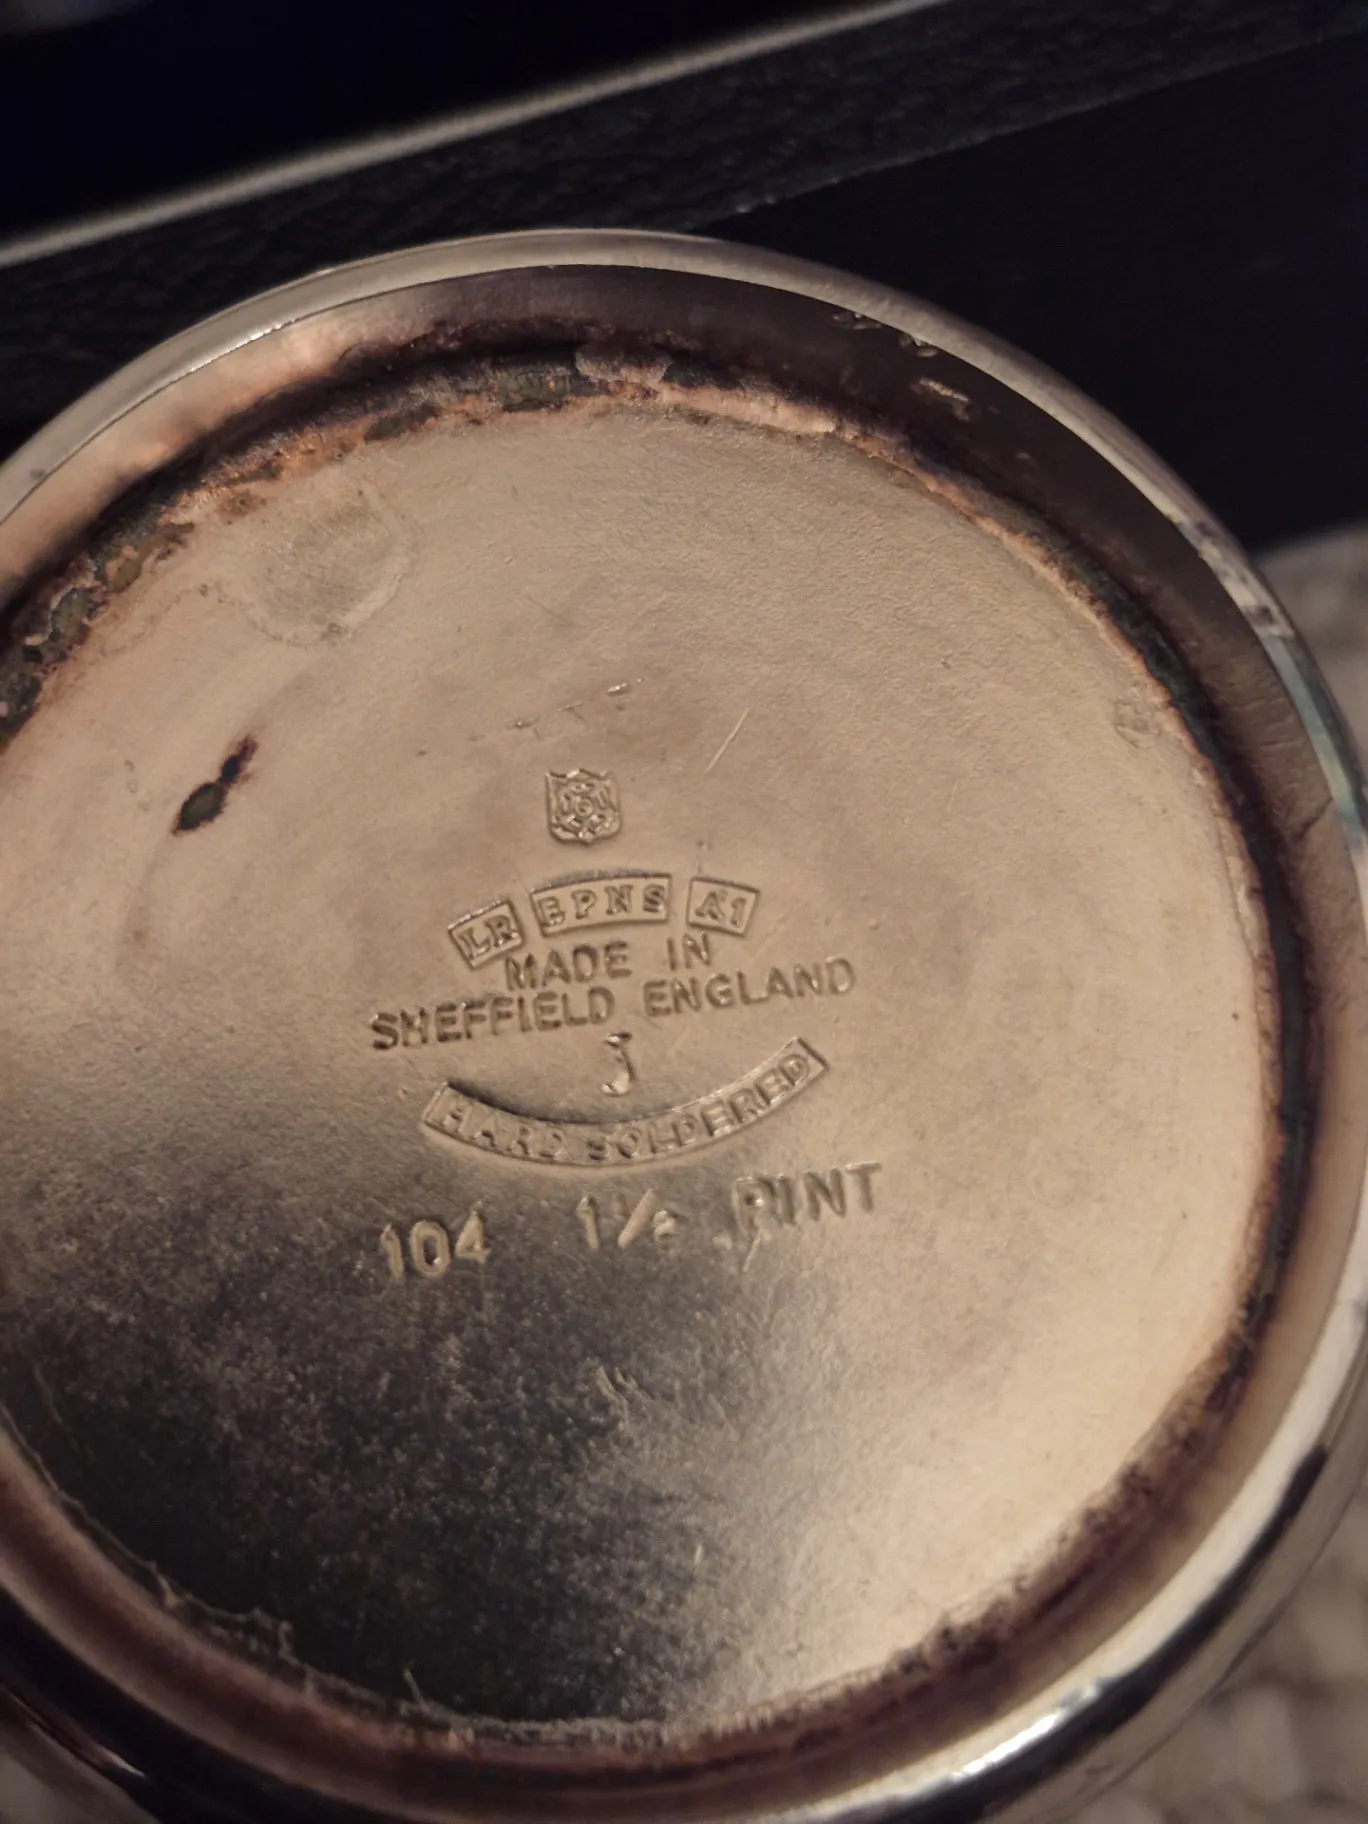 LR EPNS A1
MADE IN
SHEFFIELD ENGLAND
J
HARD SOLDERED
104 1½ PINT